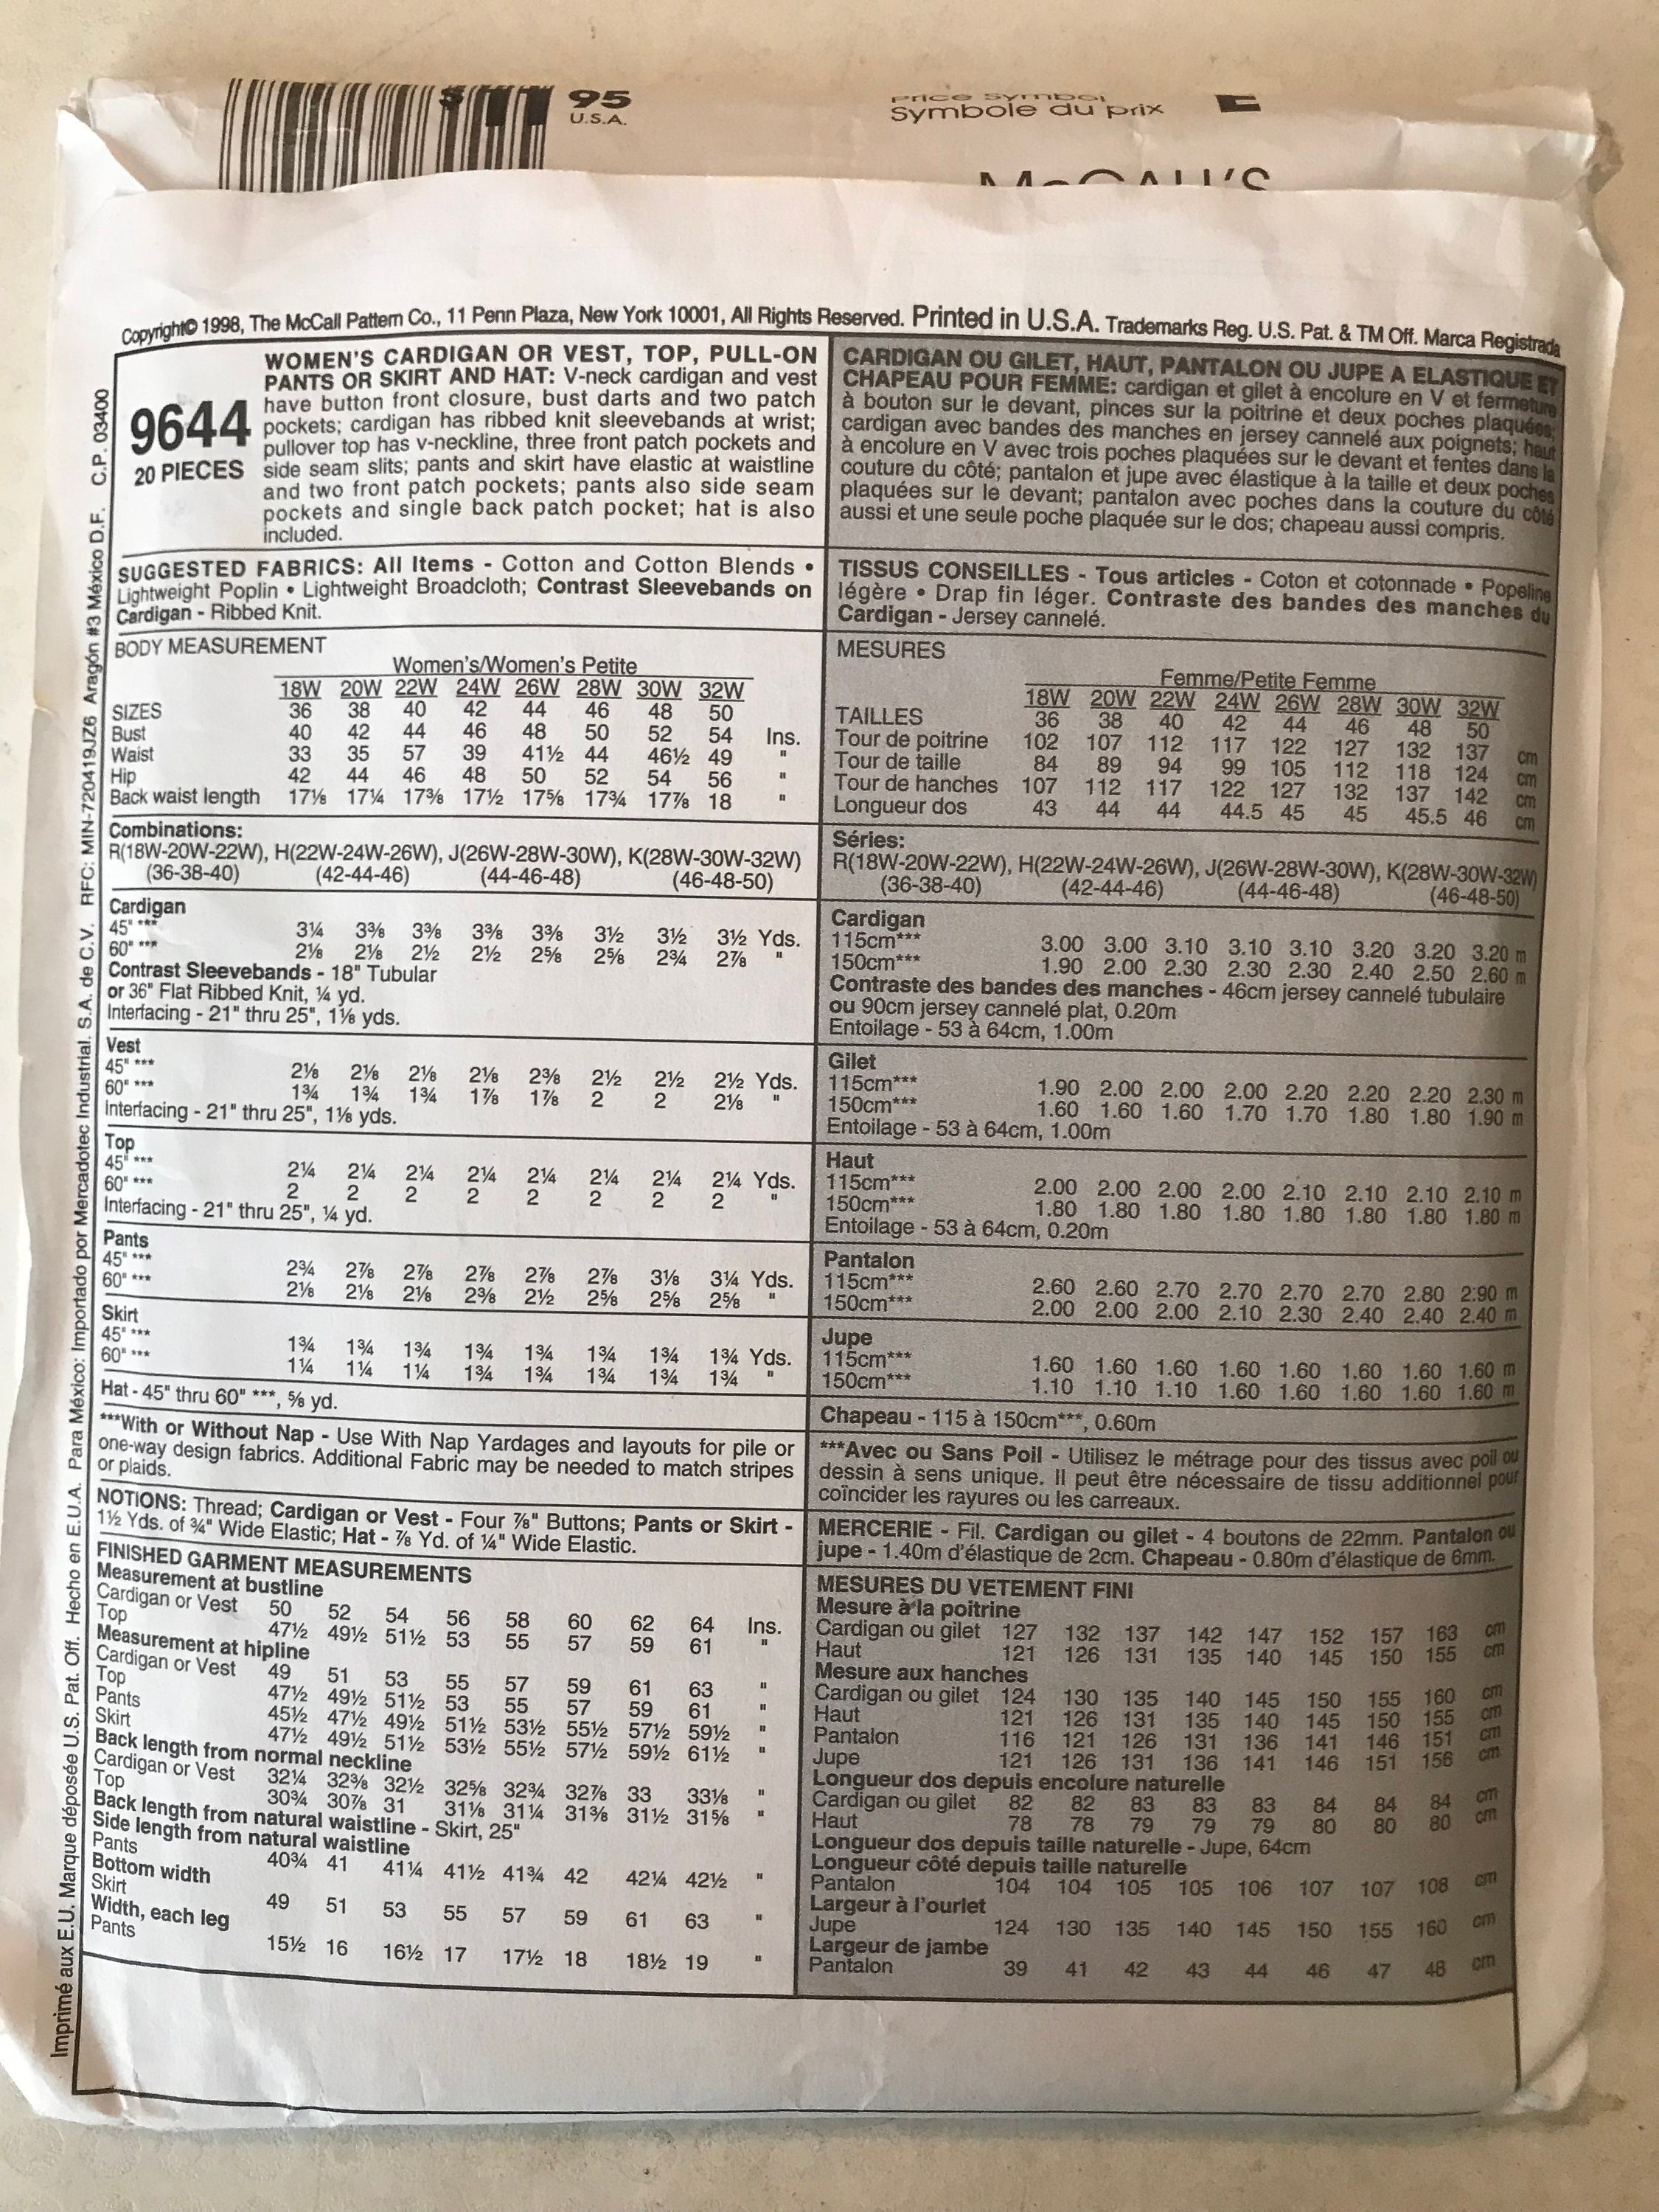 95
U.S.A.
Symbole du prix
McCALL'S
Copyright© 1998, The McCall Pattern Co., 11 Penn Plaza, New York 10001, All Rights Reserved. Printed in U.S.A. Trademarks Reg. U.S. Pat. & TM Off. Marca Registrada
9644
20 PIECES
WOMEN'S CARDIGAN OR VEST, TOP, PULL-ON
PANTS OR SKIRT AND HAT: V-neck cardigan and vest
have button front closure, bust darts and two patch
pockets; cardigan has ribbed knit sleevebands at wrist;
pullover top has v-neckline, three front patch pockets and
side seam slits; pants and skirt have elastic at waistline
and two front patch pockets; pants also side seam
pockets and single back patch pocket; hat is also
included.
SUGGESTED FABRICS: All Items - Cotton and Cotton Blends •
Lightweight Poplin • Lightweight Broadcloth; Contrast Sleevebands on
Cardigan - Ribbed Knit.
BODY MEASUREMENT
Women's/Women's Petite
18W 20W 22W 24W 26W 28W 30W 32W
SIZES 36 38 40 42 44 46 48 50
Bust 40 42 44 46 48 50 52 54 Ins.
Waist 33 35 57 39 41½ 44 46½ 49 "
Hip 42 44 46 48 50 52 54 56 "
Back waist length 17⅛ 17¼ 17⅜ 17½ 17⅝ 17¾ 17⅞ 18 "
Combinations:
R(18W-20W-22W), H(22W-24W-26W), J(26W-28W-30W), K(28W-30W-32W)
(36-38-40) (42-44-46) (44-46-48) (46-48-50)
Cardigan
45" *** 3¼ 3⅜ 3⅜ 3⅜ 3⅜ 3½ 3½ 3½ Yds.
60" *** 2⅛ 2⅛ 2½ 2½ 2⅝ 2⅝ 2¾ 2⅞ "
Contrast Sleevebands - 18" Tubular
or 36" Flat Ribbed Knit, ¼ yd.
Interfacing - 21" thru 25", 1⅛ yds.
Vest
45" *** 2⅛ 2⅛ 2⅛ 2⅛ 2⅜ 2½ 2½ 2½ Yds.
60" *** 1¾ 1¾ 1¾ 1⅞ 1⅞ 2 2 2⅛ "
Interfacing - 21" thru 25", 1⅛ yds.
Top
45" *** 2¼ 2¼ 2¼ 2¼ 2¼ 2¼ 2¼ 2¼ Yds.
60" *** 2 2 2 2 2 2 2 2 "
Interfacing - 21" thru 25", ¼ yd.
Pants
45" *** 2¾ 2⅞ 2⅞ 2⅞ 2⅞ 2⅞ 3⅛ 3¼ Yds.
60" *** 2⅛ 2⅛ 2⅛ 2⅜ 2½ 2⅝ 2⅝ 2⅝ "
Skirt
45" *** 1¾ 1¾ 1¾ 1¾ 1¾ 1¾ 1¾ 1¾ Yds.
60" *** 1¼ 1¼ 1¼ 1¾ 1¾ 1¾ 1¾ 1¾ "
Hat - 45" thru 60" ***, ⅝ yd.
***With or Without Nap - Use With Nap Yardages and layouts for pile or
one-way design fabrics. Additional Fabric may be needed to match stripes
or plaids.
NOTIONS: Thread; Cardigan or Vest - Four ⅞" Buttons; Pants or Skirt -
1½ Yds. of ¾" Wide Elastic; Hat - ⅞ Yd. of ¼" Wide Elastic.
FINISHED GARMENT MEASUREMENTS
Measurement at bustline
Cardigan or Vest 50 52 54 56 58 60 62 64 Ins.
Top 47½ 49½ 51½ 53 55 57 59 61 "
Measurement at hipline
Cardigan or Vest 49 51 53 55 57 59 61 63 "
Top 47½ 49½ 51½ 53 55 57 59 61 "
Pants 45½ 47½ 49½ 51½ 53½ 55½ 57½ 59½ "
Skirt 47½ 49½ 51½ 53½ 55½ 57½ 59½ 61½ "
Back length from normal neckline
Cardigan or Vest 32¼ 32⅜ 32½ 32⅝ 32¾ 32⅞ 33 33⅛ "
Top 30¾ 30⅞ 31 31⅛ 31¼ 31⅜ 31½ 31⅝ "
Back length from natural waistline - Skirt, 25"
Side length from natural waistline
Pants 40¾ 41 41¼ 41½ 41¾ 42 42¼ 42½ "
Bottom width
Skirt 49 51 53 55 57 59 61 63 "
Width, each leg
Pants 15½ 16 16½ 17 17½ 18 18½ 19 "
CARDIGAN OU GILET, HAUT, PANTALON OU JUPE A ELASTIQUE ET
CHAPEAU POUR FEMME: cardigan et gilet à encolure en V et fermeture
à bouton sur le devant, pinces sur la poitrine et deux poches plaquées;
cardigan avec bandes des manches en jersey cannelé aux poignets; haut
à encolure en V avec trois poches plaquées sur le devant et fentes dans la
couture du côté; pantalon et jupe avec élastique à la taille et deux poches
plaquées sur le devant; pantalon avec poches dans la couture du côté
aussi et une seule poche plaquée sur le dos; chapeau aussi compris.
TISSUS CONSEILLES - Tous articles - Coton et cotonnade • Popeline
légère • Drap fin léger. Contraste des bandes des manches du
Cardigan - Jersey cannelé.
MESURES
Femme/Petite Femme
18W 20W 22W 24W 26W 28W 30W 32W
TAILLES 36 38 40 42 44 46 48 50
Tour de poitrine 102 107 112 117 122 127 132 137 cm
Tour de taille 84 89 94 99 105 112 118 124 cm
Tour de hanches 107 112 117 122 127 132 137 142 cm
Longueur dos 43 44 44 44.5 45 45 45.5 46 cm
Séries:
R(18W-20W-22W), H(22W-24W-26W), J(26W-28W-30W), K(28W-30W-32W)
(36-38-40) (42-44-46) (44-46-48) (46-48-50)
Cardigan
115cm*** 3.00 3.00 3.10 3.10 3.10 3.20 3.20 3.20 m
150cm*** 1.90 2.00 2.30 2.30 2.30 2.40 2.50 2.60 m
Contraste des bandes des manches - 46cm jersey cannelé tubulaire
ou 90cm jersey cannelé plat, 0.20m
Entoilage - 53 à 64cm, 1.00m
Gilet
115cm*** 1.90 2.00 2.00 2.00 2.20 2.20 2.20 2.30 m
150cm*** 1.60 1.60 1.60 1.70 1.70 1.80 1.80 1.90 m
Entoilage - 53 à 64cm, 1.00m
Haut
115cm*** 2.00 2.00 2.00 2.00 2.10 2.10 2.10 2.10 m
150cm*** 1.80 1.80 1.80 1.80 1.80 1.80 1.80 1.80 m
Entoilage - 53 à 64cm, 0.20m
Pantalon
115cm*** 2.60 2.60 2.70 2.70 2.70 2.70 2.80 2.90 m
150cm*** 2.00 2.00 2.00 2.10 2.30 2.40 2.40 2.40 m
Jupe
115cm*** 1.60 1.60 1.60 1.60 1.60 1.60 1.60 1.60 m
150cm*** 1.10 1.10 1.10 1.60 1.60 1.60 1.60 1.60 m
Chapeau - 115 à 150cm***, 0.60m
***Avec ou Sans Poil - Utilisez le métrage pour des tissus avec poil ou
dessin à sens unique. Il peut être nécessaire de tissu additionnel pour
coïncider les rayures ou les carreaux.
MERCERIE - Fil. Cardigan ou gilet - 4 boutons de 22mm. Pantalon ou
jupe - 1.40m d'élastique de 2cm. Chapeau - 0.80m d'élastique de 6mm.
MESURES DU VETEMENT FINI
Mesure à la poitrine
Cardigan ou gilet 127 132 137 142 147 152 157 163 cm
Haut 121 126 131 135 140 145 150 155 cm
Mesure aux hanches
Cardigan ou gilet 124 130 135 140 145 150 155 160 cm
Haut 121 126 131 135 140 145 150 155 cm
Pantalon 116 121 126 131 136 141 146 151 cm
Jupe 121 126 131 136 141 146 151 156 cm
Longueur dos depuis encolure naturelle
Cardigan ou gilet 82 82 83 83 83 84 84 84 cm
Haut 78 78 79 79 79 80 80 80 cm
Longueur dos depuis taille naturelle - Jupe, 64cm
Longueur côté depuis taille naturelle
Pantalon 104 104 105 105 106 107 107 108 cm
Largeur à l'ourlet
Jupe 124 130 135 140 145 150 155 160 cm
Largeur de jambe
Pantalon 39 41 42 43 44 46 47 48 cm
Imprimé aux E.U. Marque déposée U.S. Pat. Off. Hecho en E.U.A. Para México: Importado por Mercadotec Industrial. S.A. de C.V. RFC: MIN-720419JZ6 Aragón #3 México D.F. C.P. 03400